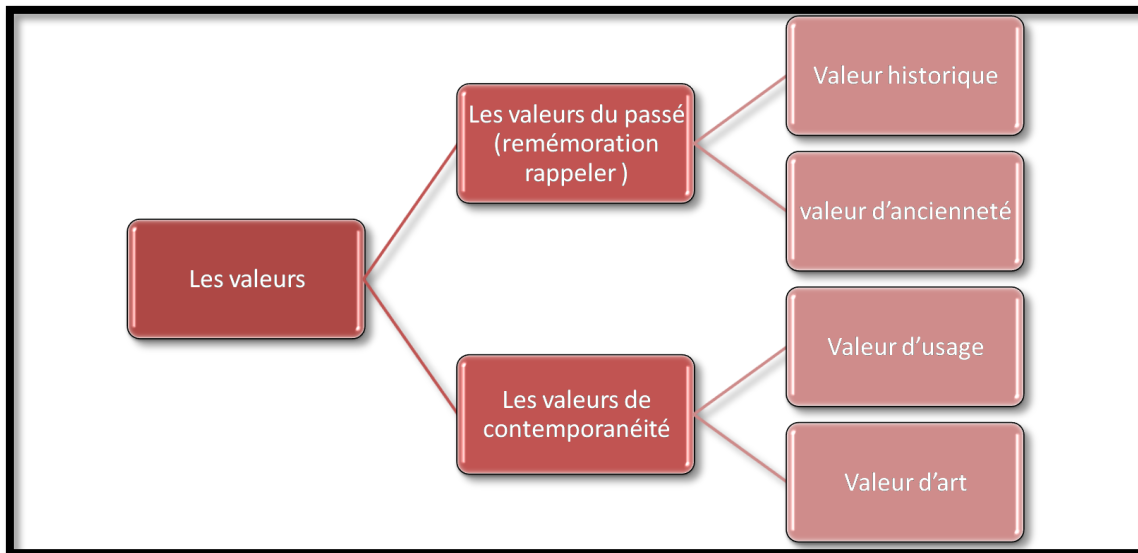 Les valeurs
Les valeurs du passé
(remémoration
rappeler )
Valeur historique
valeur d’ancienneté
Les valeurs de
contemporanéité
Valeur d’usage
Valeur d’art